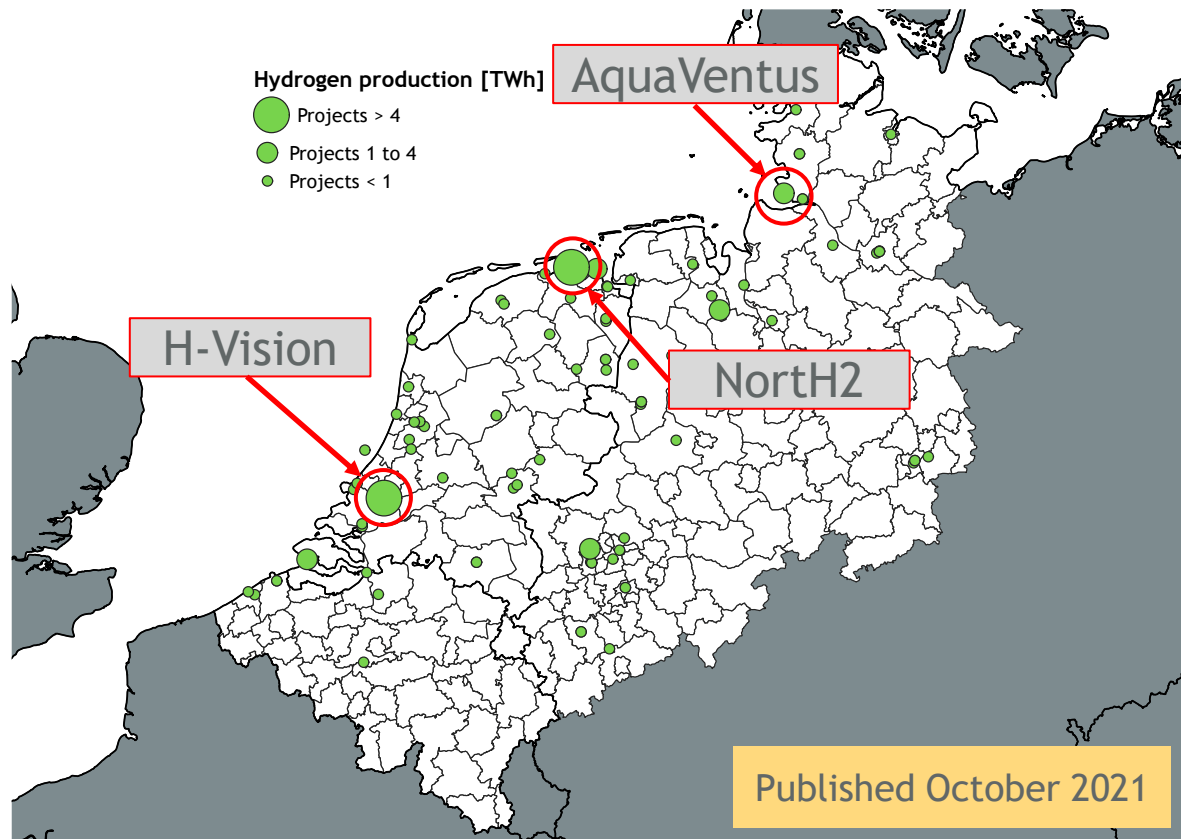 AquaVentus
Hydrogen production [TWh]
Projects > 4
Projects 1 to 4
Projects < 1
H-Vision
NortH2
Published October 2021